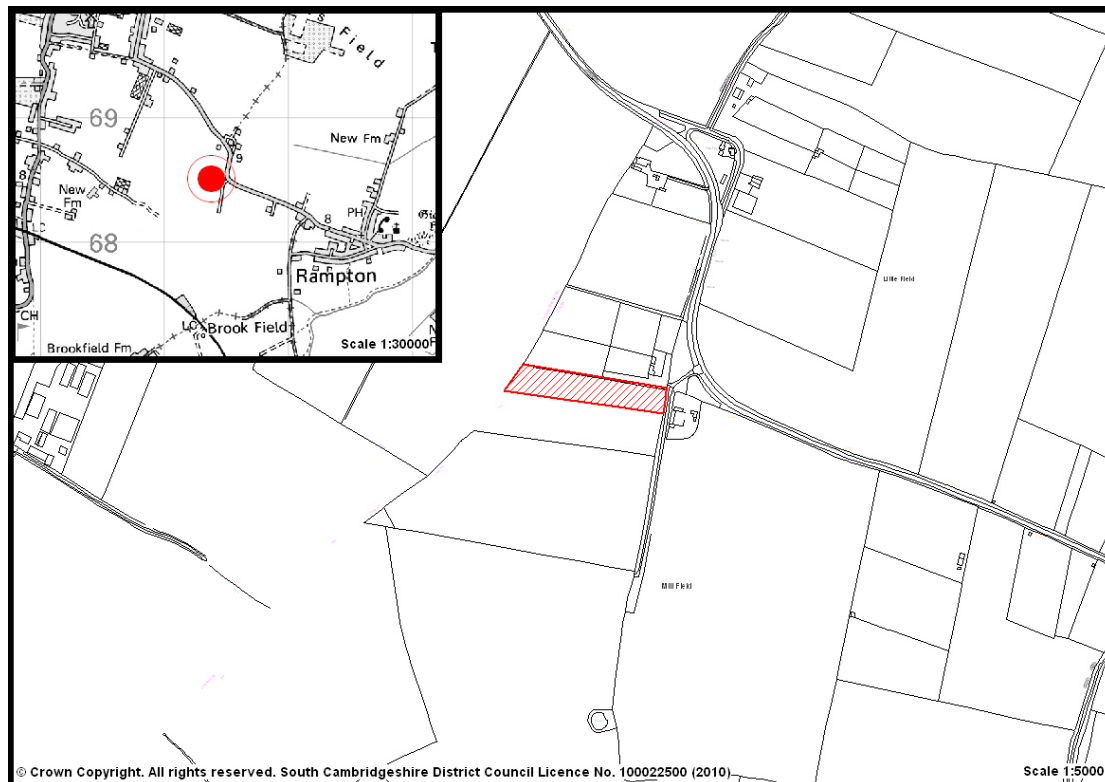 s
Field
69
New Fm
9
8
New
Fm
68
PH
8
Rampton
CH
LC
Brook Field
Brookfield Fm
Scale 1:30000
Little Field
Mill Field
© Crown Copyright. All rights reserved. South Cambridgeshire District Council Licence No. 100022500 (2010)
Scale 1:5000